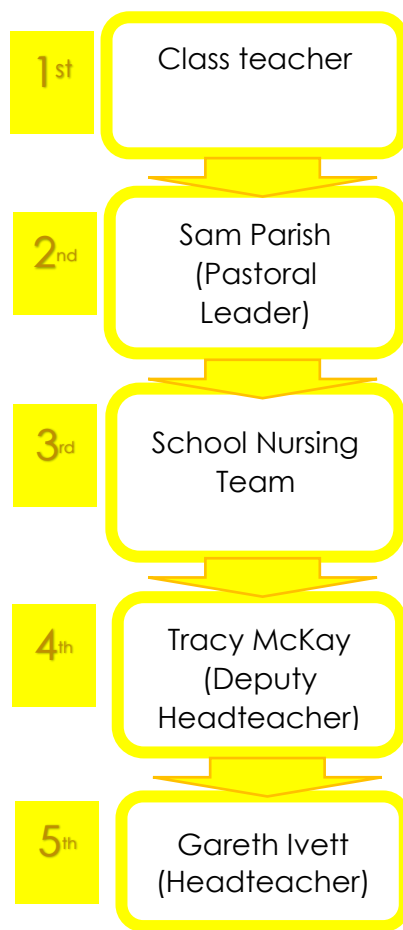 1st
Class teacher
2nd
Sam Parish
(Pastoral
Leader)
3rd
School Nursing
Team
4th
Tracy McKay
(Deputy
Headteacher)
5th
Gareth Ivett
(Headteacher)